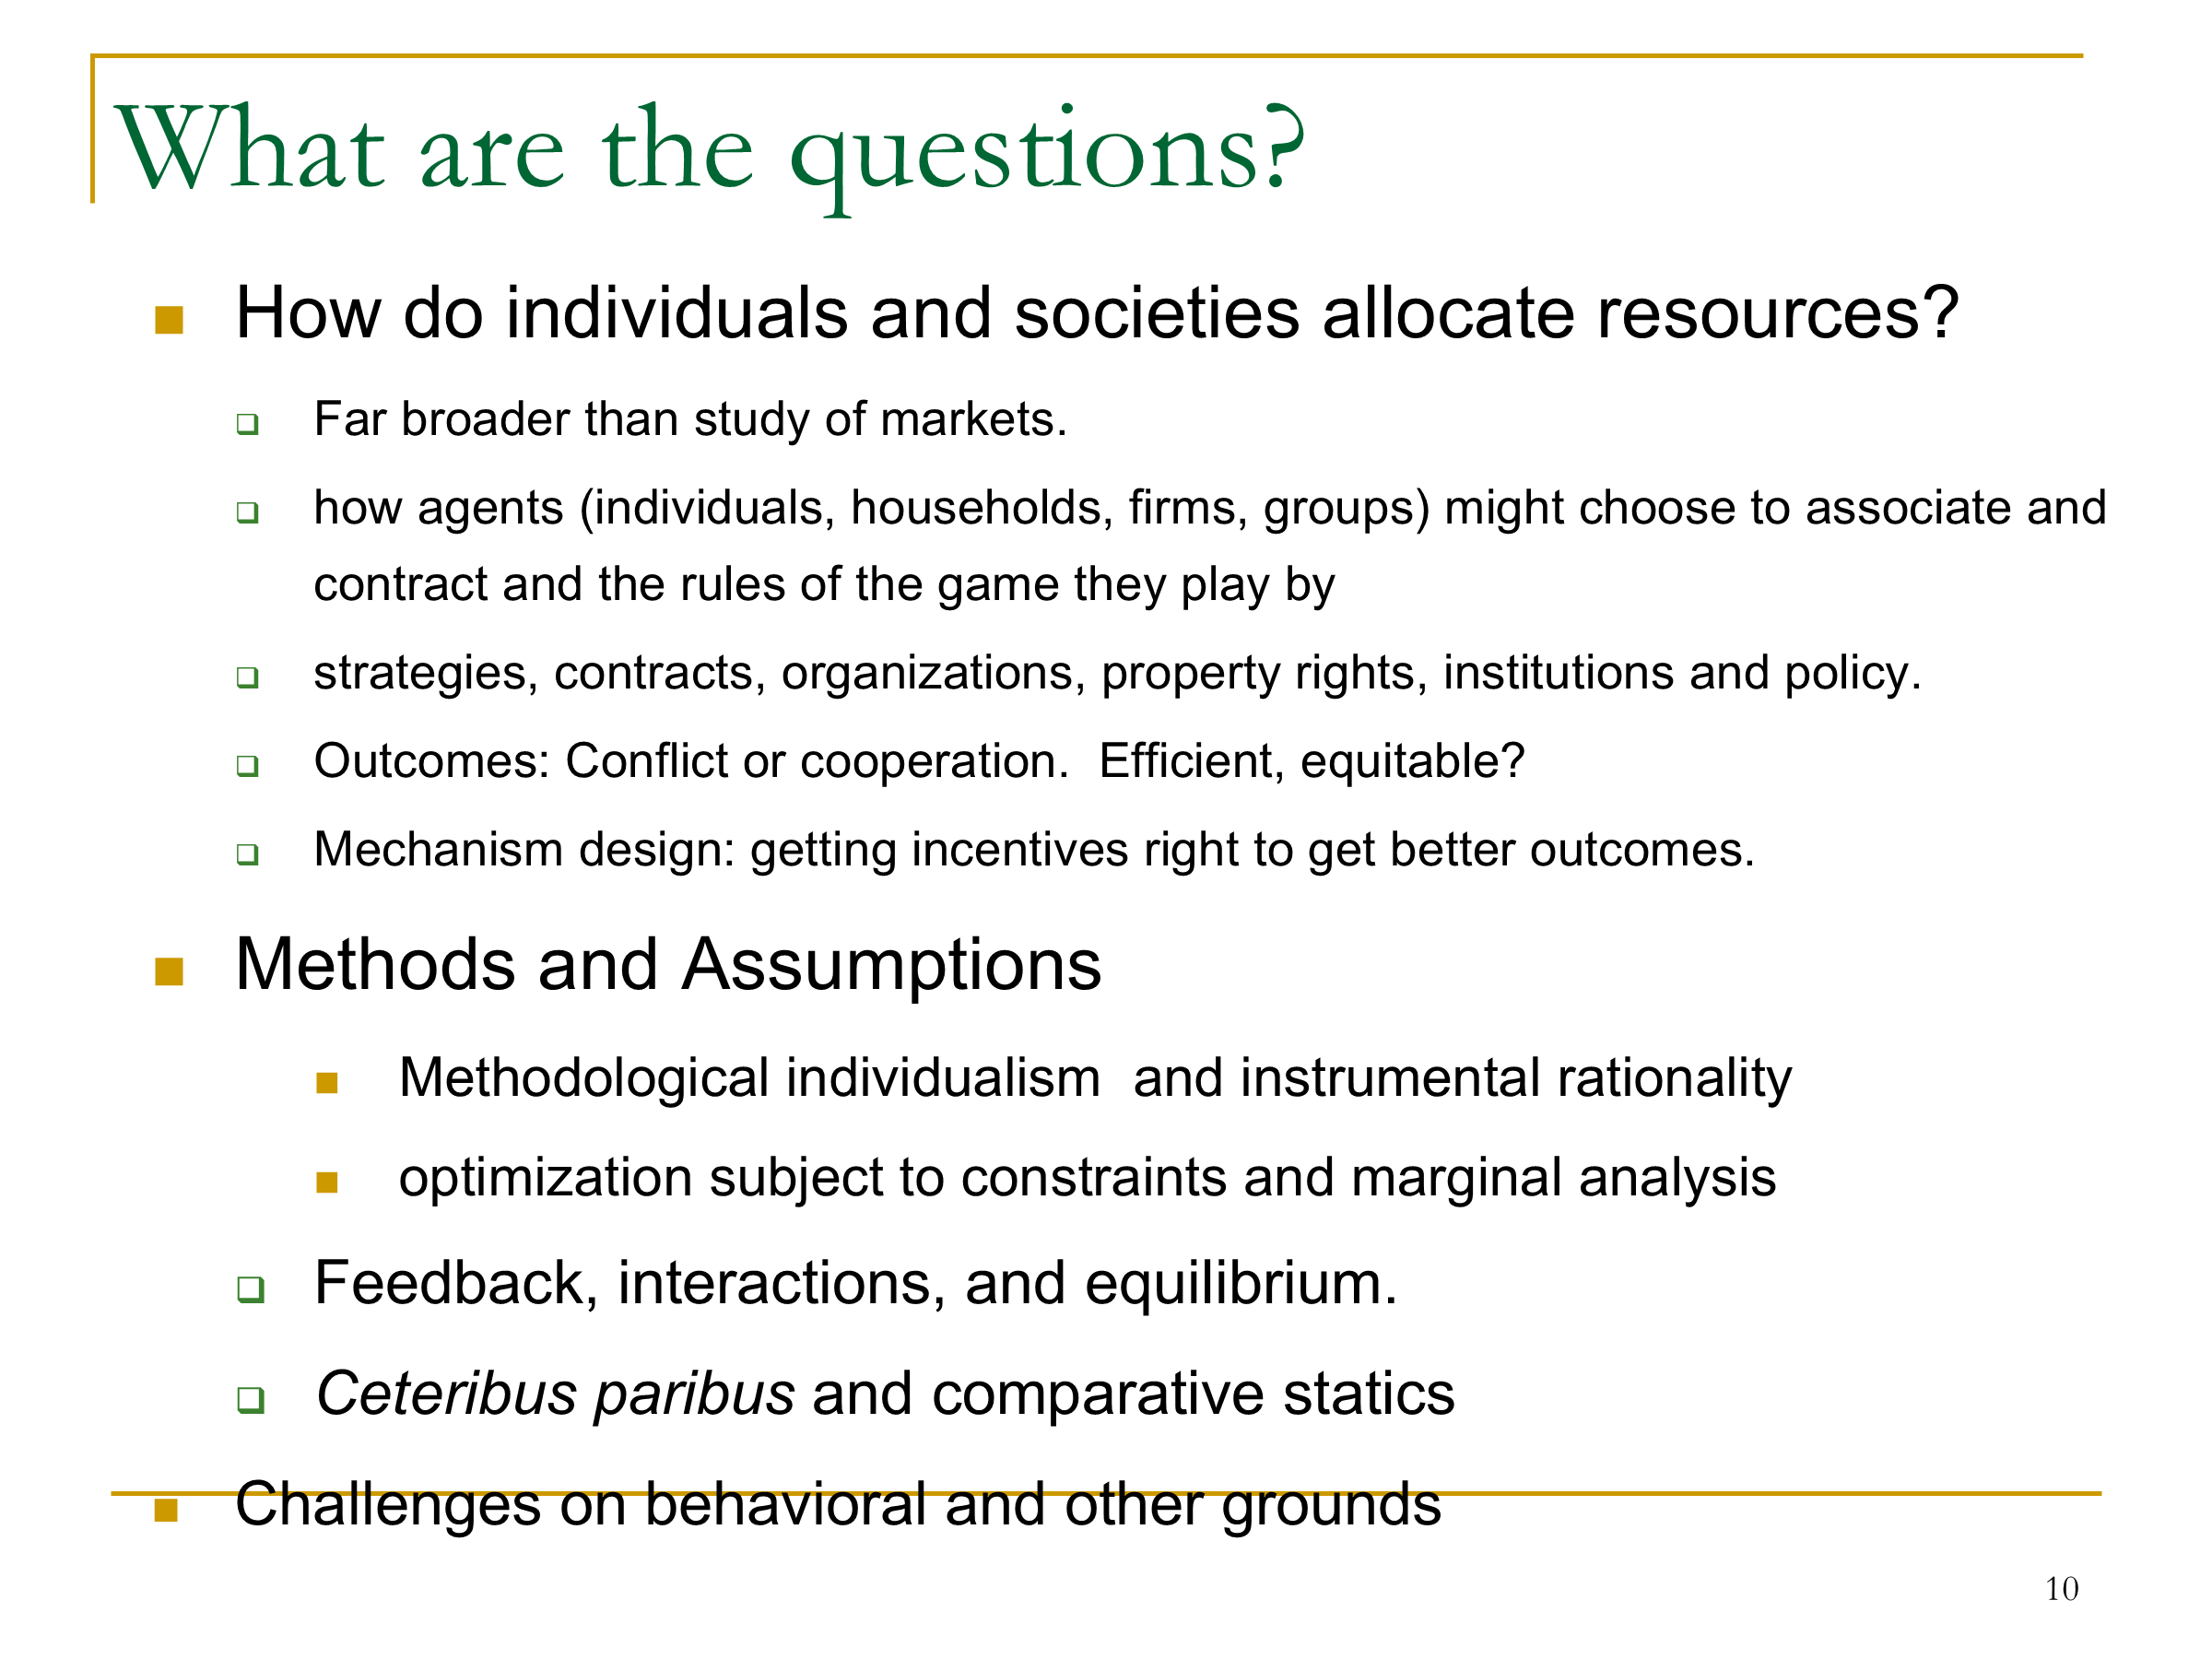 What are the questions?
How do individuals and societies allocate resources?
Far broader than study of markets.
how agents (individuals, households, firms, groups) might choose to associate and
contract and the rules of the game they play by
strategies, contracts, organizations, property rights, institutions and policy.
Outcomes: Conflict or cooperation.  Efficient, equitable?
Mechanism design: getting incentives right to get better outcomes.
Methods and Assumptions
Methodological individualism  and instrumental rationality
optimization subject to constraints and marginal analysis
Feedback, interactions, and equilibrium.
Ceteribus paribus and comparative statics
Challenges on behavioral and other grounds
10